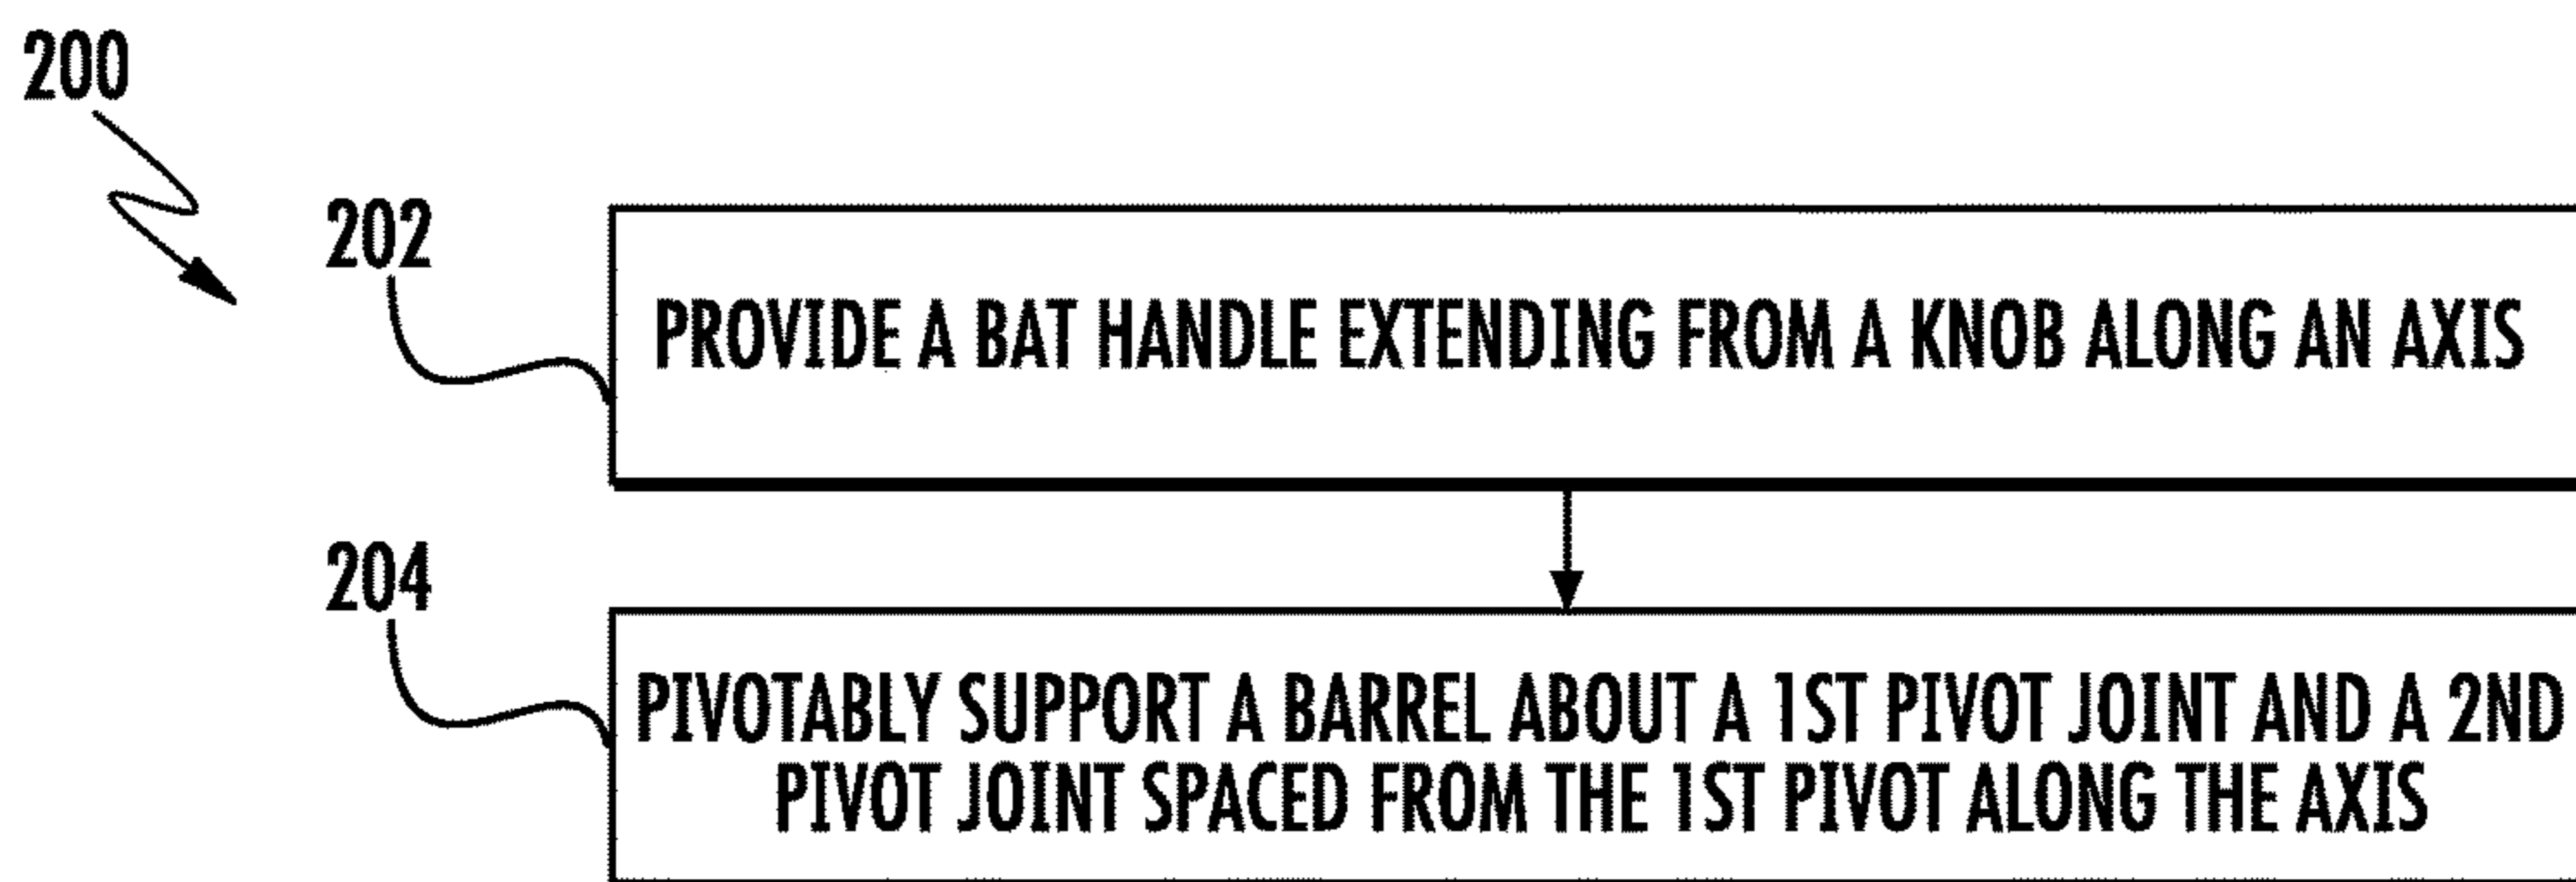 200
202
PROVIDE A BAT HANDLE EXTENDING FROM A KNOB ALONG AN AXIS
204
PIVOTABLY SUPPORT A BARREL ABOUT A 1ST PIVOT JOINT AND A 2ND
PIVOT JOINT SPACED FROM THE 1ST PIVOT ALONG THE AXIS